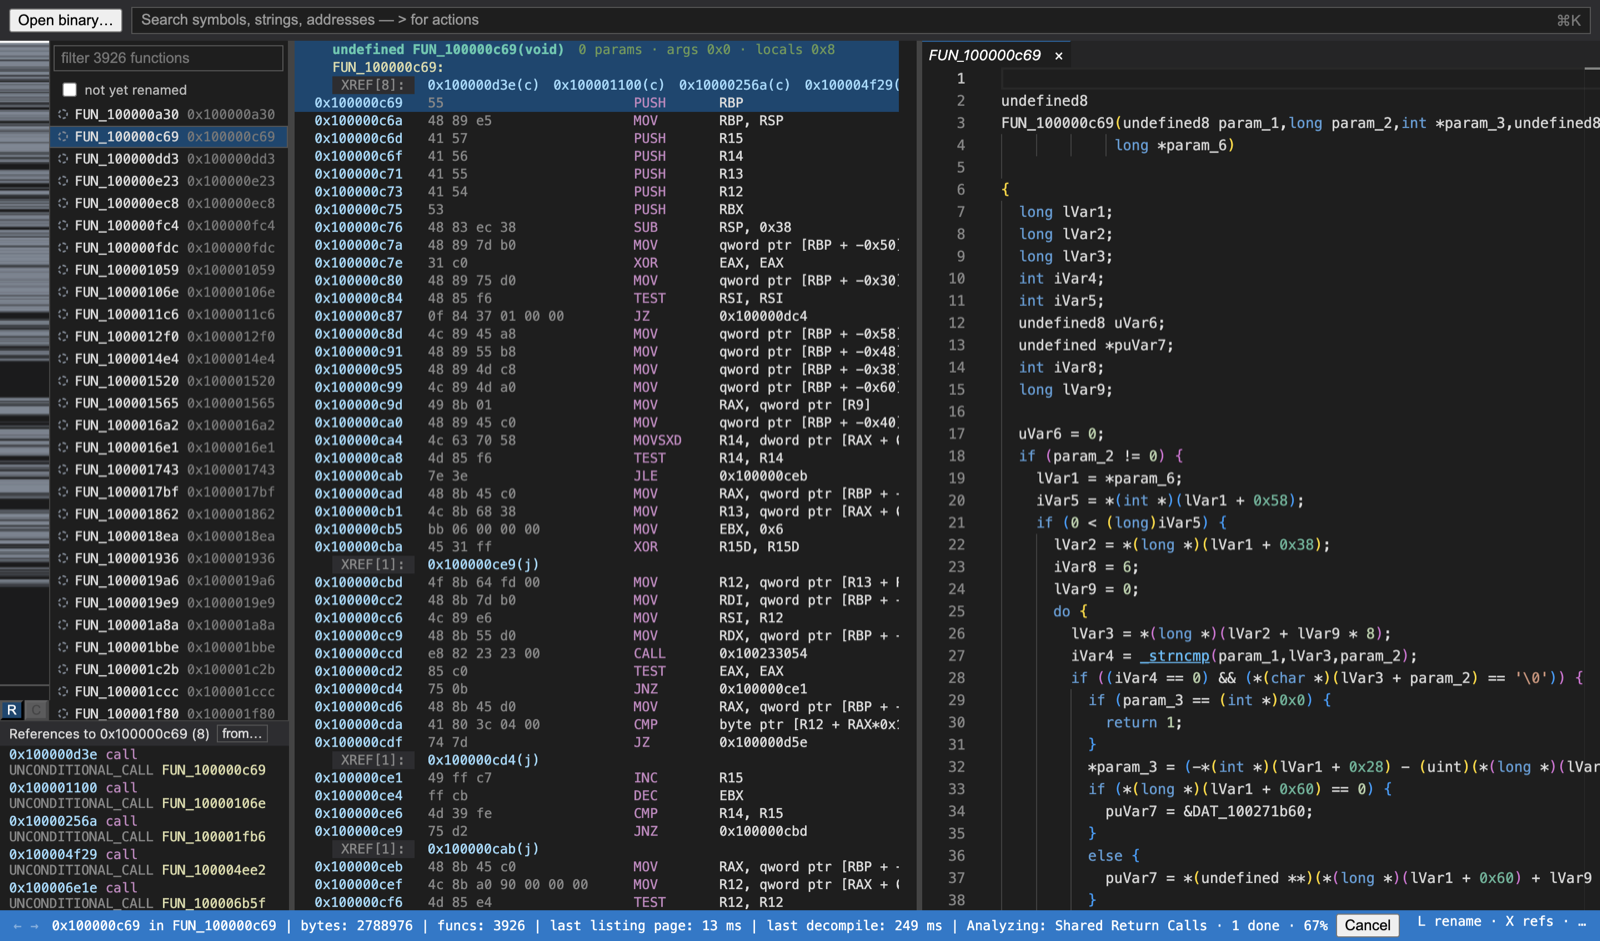 Open binary…
Search symbols, strings, addresses — > for actions
⌘K
filter 3926 functions
not yet renamed
FUN_100000a30 0x100000a30
FUN_100000c69 0x100000c69
FUN_100000dd3 0x100000dd3
FUN_100000e23 0x100000e23
FUN_100000ec8 0x100000ec8
FUN_100000fc4 0x100000fc4
FUN_100000fdc 0x100000fdc
FUN_100001059 0x100001059
FUN_10000106e 0x10000106e
FUN_1000011c6 0x1000011c6
FUN_1000012f0 0x1000012f0
FUN_1000014e4 0x1000014e4
FUN_100001520 0x100001520
FUN_100001565 0x100001565
FUN_1000016a2 0x1000016a2
FUN_1000016e1 0x1000016e1
FUN_100001743 0x100001743
FUN_1000017bf 0x1000017bf
FUN_100001862 0x100001862
FUN_1000018ea 0x1000018ea
FUN_100001936 0x100001936
FUN_1000019a6 0x1000019a6
FUN_1000019e9 0x1000019e9
FUN_100001a8a 0x100001a8a
FUN_100001bbe 0x100001bbe
FUN_100001c2b 0x100001c2b
FUN_100001ccc 0x100001ccc
FUN_100001f80 0x100001f80
R C
References to 0x100000c69 (8) from…
0x100000d3e call
UNCONDITIONAL_CALL FUN_100000c69
0x100001100 call
UNCONDITIONAL_CALL FUN_10000106e
0x10000256a call
UNCONDITIONAL_CALL FUN_100001fb6
0x100004f29 call
UNCONDITIONAL_CALL FUN_100004ee2
0x100006e1e call
UNCONDITIONAL_CALL FUN_100006b5f
undefined FUN_100000c69(void) 0 params · args 0x0 · locals 0x8
FUN_100000c69:
XREF[8]: 0x100000d3e(c) 0x100001100(c) 0x10000256a(c) 0x100004f29(
0x100000c69 55 PUSH RBP
0x100000c6a 48 89 e5 MOV RBP, RSP
0x100000c6d 41 57 PUSH R15
0x100000c6f 41 56 PUSH R14
0x100000c71 41 55 PUSH R13
0x100000c73 41 54 PUSH R12
0x100000c75 53 PUSH RBX
0x100000c76 48 83 ec 38 SUB RSP, 0x38
0x100000c7a 48 89 7d b0 MOV qword ptr [RBP + -0x50]
0x100000c7e 31 c0 XOR EAX, EAX
0x100000c80 48 89 75 d0 MOV qword ptr [RBP + -0x30]
0x100000c84 48 85 f6 TEST RSI, RSI
0x100000c87 0f 84 37 01 00 00 JZ 0x100000dc4
0x100000c8d 4c 89 45 a8 MOV qword ptr [RBP + -0x58]
0x100000c91 48 89 55 b8 MOV qword ptr [RBP + -0x48]
0x100000c95 48 89 4d c8 MOV qword ptr [RBP + -0x38]
0x100000c99 4c 89 4d a0 MOV qword ptr [RBP + -0x60]
0x100000c9d 49 8b 01 MOV RAX, qword ptr [R9]
0x100000ca0 48 89 45 c0 MOV qword ptr [RBP + -0x40]
0x100000ca4 4c 63 70 58 MOVSXD R14, dword ptr [RAX + 0
0x100000ca8 4d 85 f6 TEST R14, R14
0x100000cab 7e 3e JLE 0x100000ceb
0x100000cad 48 8b 45 c0 MOV RAX, qword ptr [RBP + -
0x100000cb1 4c 8b 68 38 MOV R13, qword ptr [RAX + 0
0x100000cb5 bb 06 00 00 00 MOV EBX, 0x6
0x100000cba 45 31 ff XOR R15D, R15D
XREF[1]: 0x100000ce9(j)
0x100000cbd 4f 8b 64 fd 00 MOV R12, qword ptr [R13 + R
0x100000cc2 48 8b 7d b0 MOV RDI, qword ptr [RBP + -
0x100000cc6 4c 89 e6 MOV RSI, R12
0x100000cc9 48 8b 55 d0 MOV RDX, qword ptr [RBP + -
0x100000ccd e8 82 23 23 00 CALL 0x100233054
0x100000cd2 85 c0 TEST EAX, EAX
0x100000cd4 75 0b JNZ 0x100000ce1
0x100000cd6 48 8b 45 d0 MOV RAX, qword ptr [RBP + -
0x100000cda 41 80 3c 04 00 CMP byte ptr [R12 + RAX*0x1
0x100000cdf 74 7d JZ 0x100000d5e
XREF[1]: 0x100000cd4(j)
0x100000ce1 49 ff c7 INC R15
0x100000ce4 ff cb DEC EBX
0x100000ce6 4d 39 fe CMP R14, R15
0x100000ce9 75 d2 JNZ 0x100000cbd
XREF[1]: 0x100000cab(j)
0x100000ceb 48 8b 45 c0 MOV RAX, qword ptr [RBP + -
0x100000cef 4c 8b a0 90 00 00 00 MOV R12, qword ptr [RAX + 0
0x100000cf6 4d 85 e4 TEST R12, R12
FUN_100000c69 ×
1
2 undefined8
3 FUN_100000c69(undefined8 param_1,long param_2,int *param_3,undefined8
4 long *param_6)
5
6 {
7 long lVar1;
8 long lVar2;
9 long lVar3;
10 int iVar4;
11 int iVar5;
12 undefined8 uVar6;
13 undefined *puVar7;
14 int iVar8;
15 long lVar9;
16
17 uVar6 = 0;
18 if (param_2 != 0) {
19 lVar1 = *param_6;
20 iVar5 = *(int *)(lVar1 + 0x58);
21 if (0 < (long)iVar5) {
22 lVar2 = *(long *)(lVar1 + 0x38);
23 iVar8 = 6;
24 lVar9 = 0;
25 do {
26 lVar3 = *(long *)(lVar2 + lVar9 * 8);
27 iVar4 = _strncmp(param_1,lVar3,param_2);
28 if ((iVar4 == 0) && (*(char *)(lVar3 + param_2) == '\0')) {
29 if (param_3 == (int *)0x0) {
30 return 1;
31 }
32 *param_3 = (-*(int *)(lVar1 + 0x28) - (uint)(*(long *)(lVar
33 if (*(long *)(lVar1 + 0x60) == 0) {
34 puVar7 = &DAT_100271b60;
35 }
36 else {
37 puVar7 = *(undefined **)(*(long *)(lVar1 + 0x60) + lVar9
38 }
← → 0x100000c69 in FUN_100000c69 | bytes: 2788976 | funcs: 3926 | last listing page: 13 ms | last decompile: 249 ms | Analyzing: Shared Return Calls · 1 done · 67% Cancel L rename · X refs · …